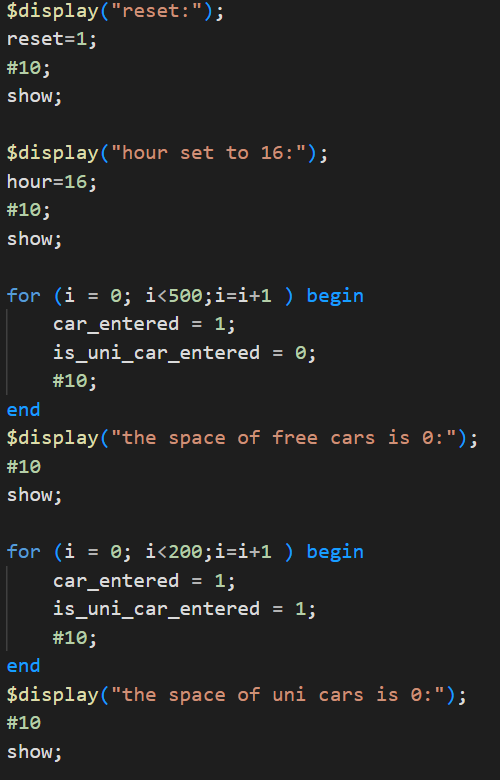 $display("reset:");
reset=1;
#10;
show;

$display("hour set to 16:");
hour=16;
#10;
show;

for (i = 0; i<500;i=i+1 ) begin
    car_entered = 1;
    is_uni_car_entered = 0;
    #10;
end
$display("the space of free cars is 0:");
#10
show;

for (i = 0; i<200;i=i+1 ) begin
    car_entered = 1;
    is_uni_car_entered = 1;
    #10;
end
$display("the space of uni cars is 0:");
#10
show;